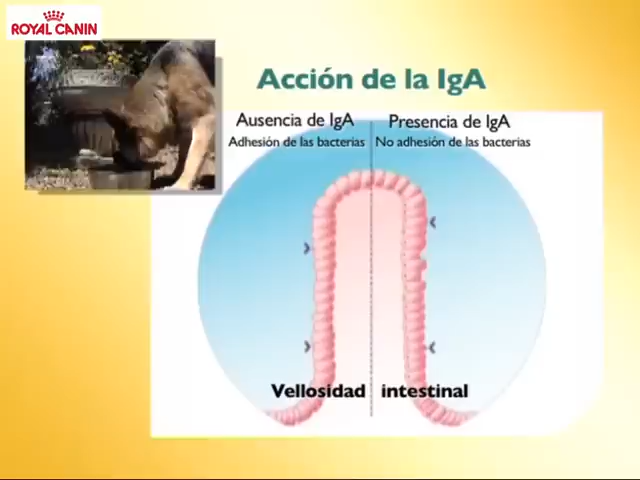 ROYAL CANIN
Acción de la IgA
Ausencia de IgA
Presencia de IgA
Adhesión de las bacterias
No adhesión de las bacterias
Vellosidad intestinal